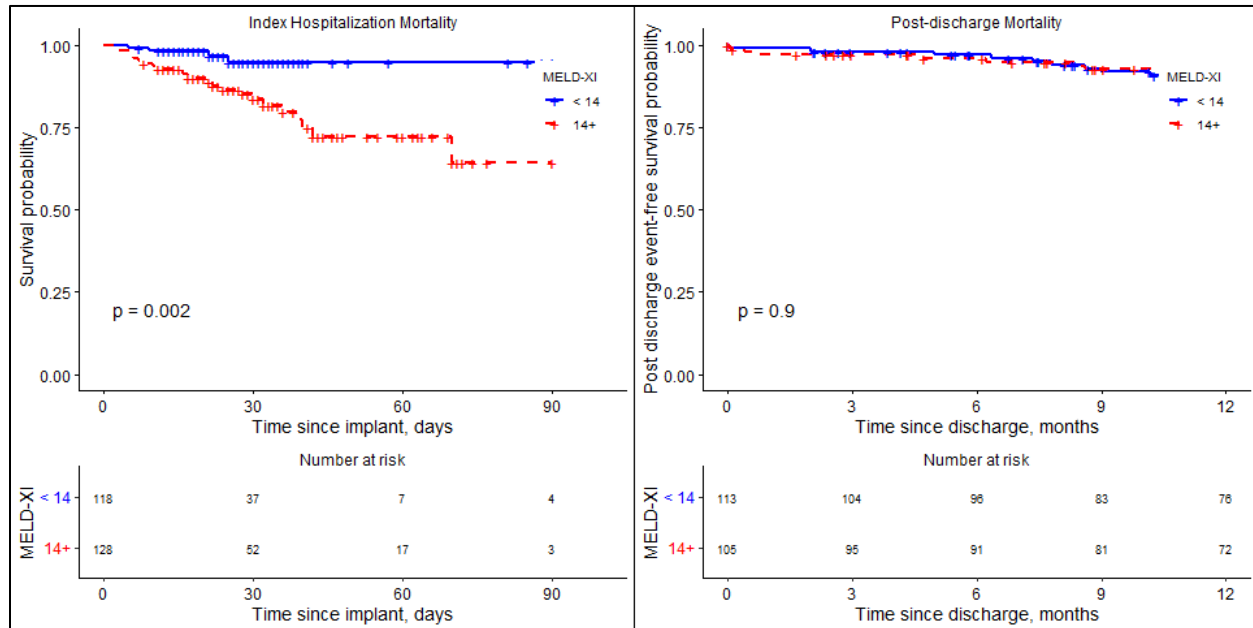 Index Hospitalization Mortality
1.00
0.75
0.50
0.25
0.00
Survival probability
MELD-XI
< 14
14+
p = 0.002
0 30 60 90
Time since implant, days
Number at risk
MELD-XI
< 14 118 37 7 4
14+ 128 52 17 3
0 30 60 90
Time since implant, days
Post-discharge Mortality
1.00
0.75
0.50
0.25
0.00
Post discharge event-free survival probability
MELD-XI
< 14
14+
p = 0.9
0 3 6 9 12
Time since discharge, months
Number at risk
MELD-XI
< 14 113 104 96 83 76
14+ 105 95 91 81 72
0 3 6 9 12
Time since discharge, months